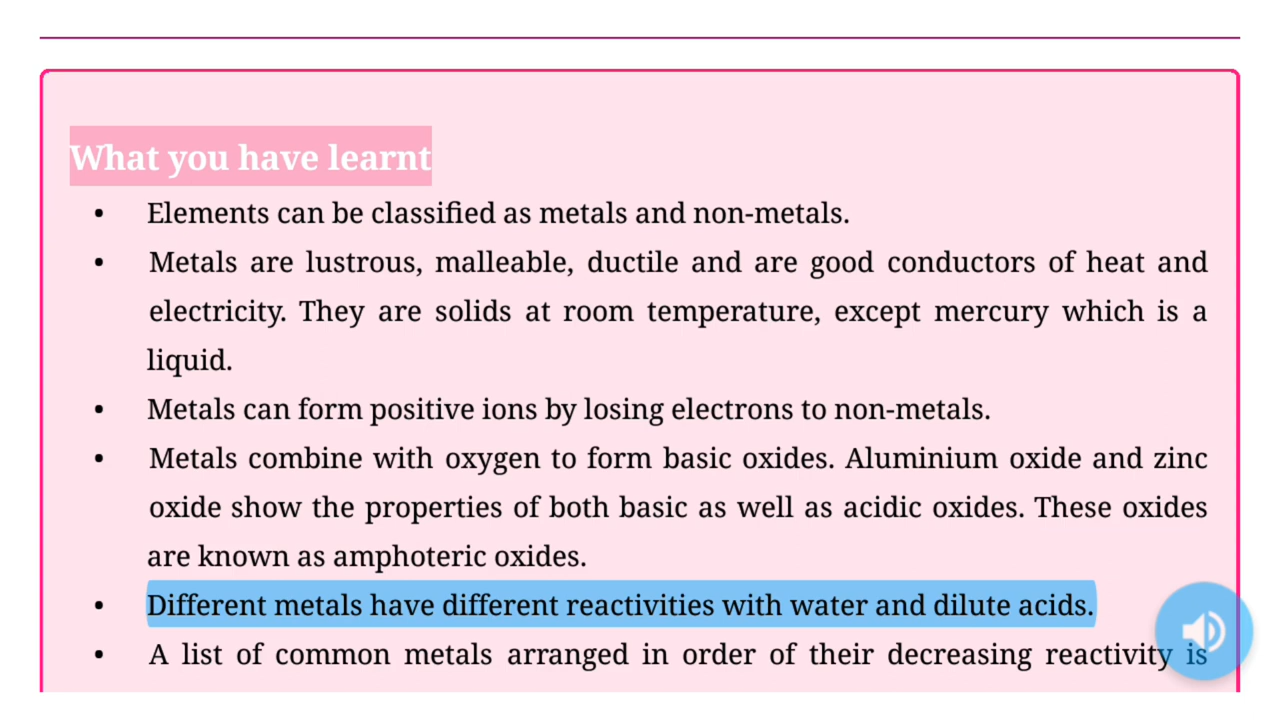 What you have learnt
• Elements can be classified as metals and non-metals.
• Metals are lustrous, malleable, ductile and are good conductors of heat and
electricity. They are solids at room temperature, except mercury which is a
liquid.
• Metals can form positive ions by losing electrons to non-metals.
• Metals combine with oxygen to form basic oxides. Aluminium oxide and zinc
oxide show the properties of both basic as well as acidic oxides. These oxides
are known as amphoteric oxides.
• Different metals have different reactivities with water and dilute acids.
• A list of common metals arranged in order of their decreasing reactivity is